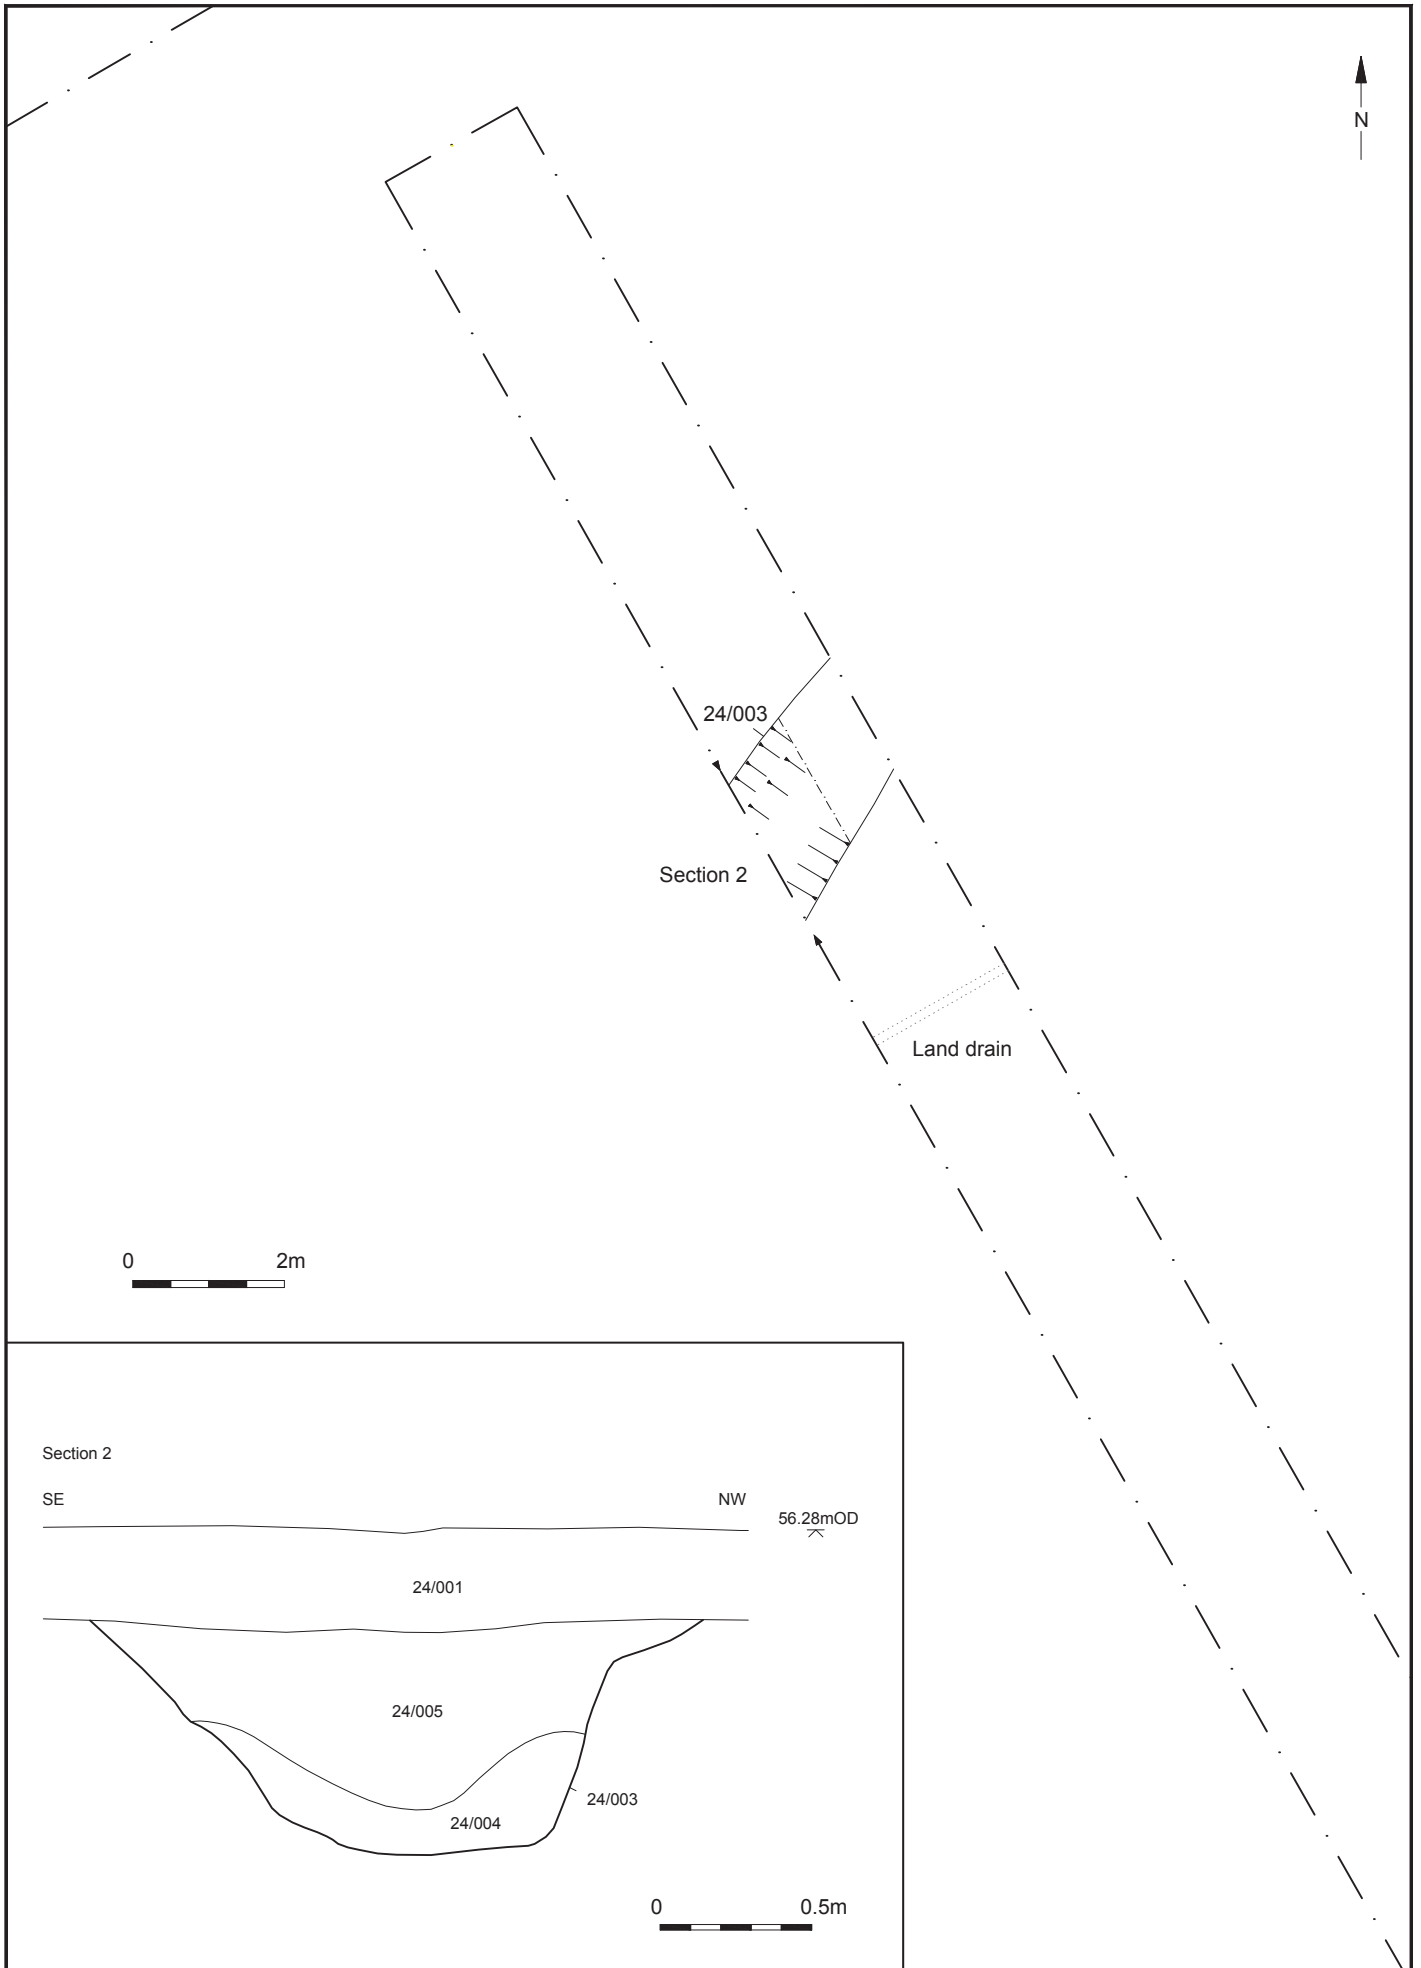 N
24/003
Section 2
Land drain
0 2m
Section 2
SE NW
56.28mOD
24/001
24/005
24/003
24/004
0 0.5m